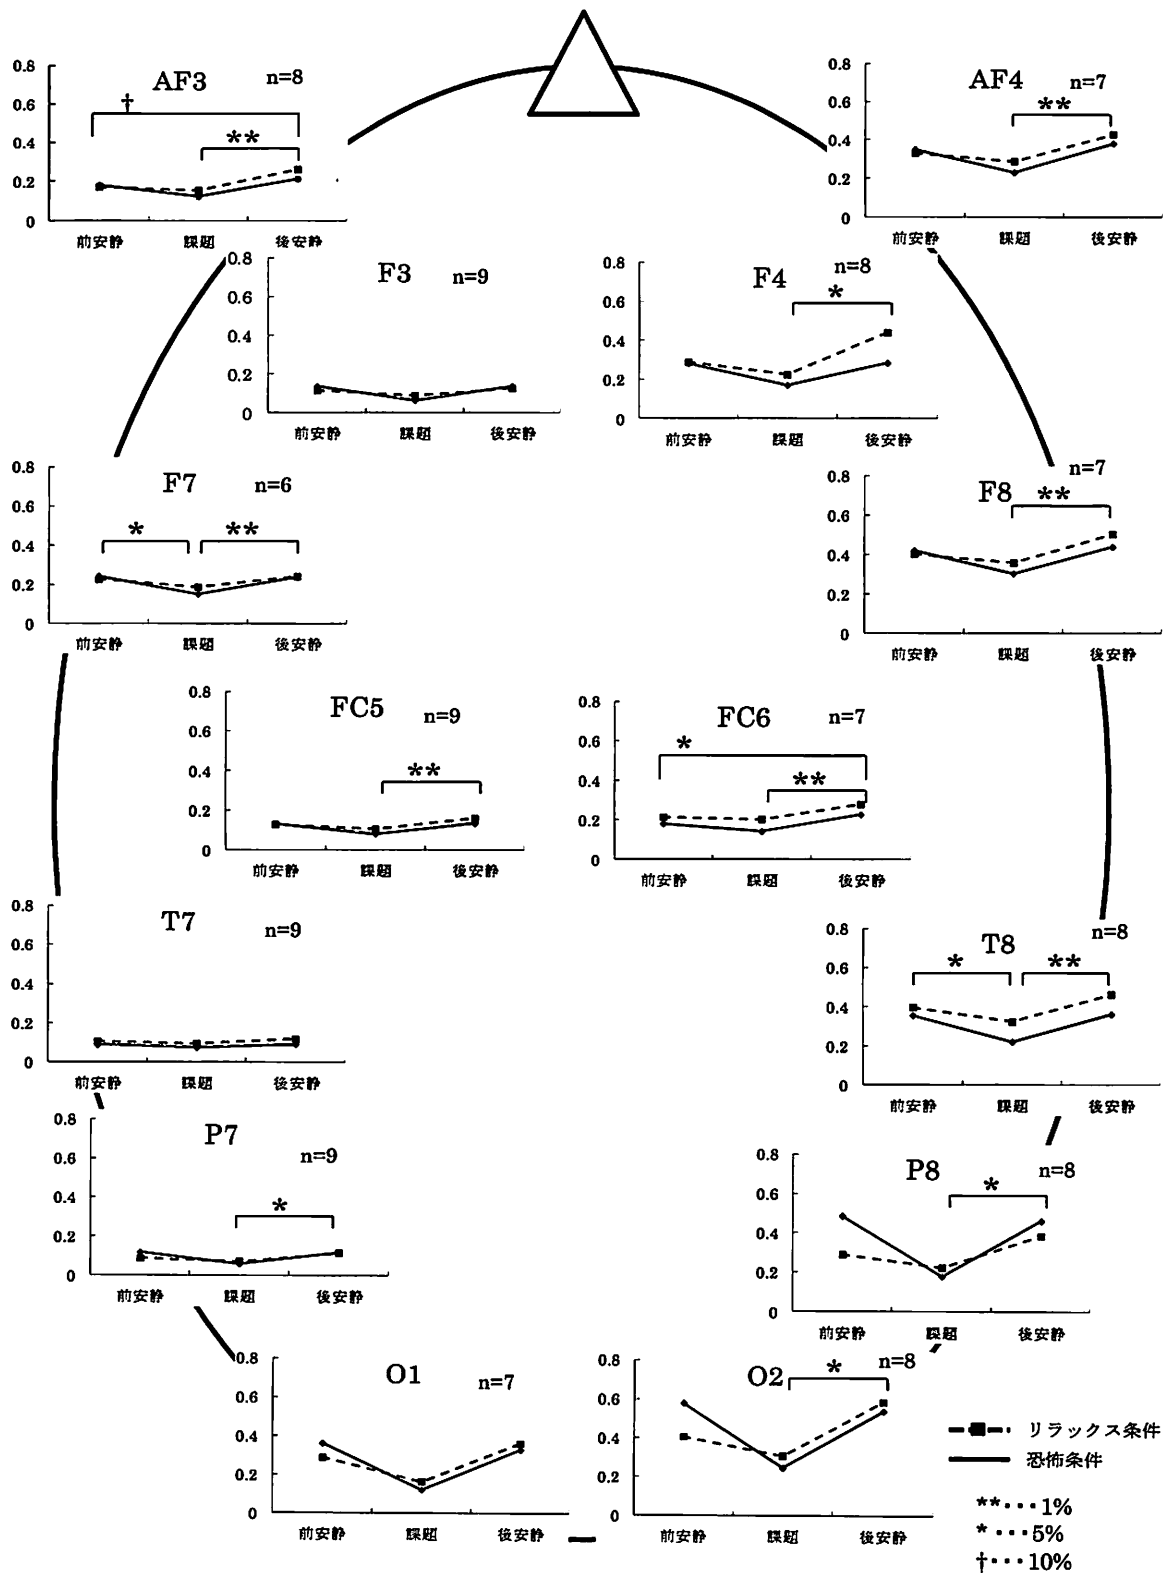 AF3 n=8
†
**
0.8
0.6
0.4
0.2
0
前安静 課題 後安静
AF4 n=7
**
0.8
0.6
0.4
0.2
0
前安静 課題 後安静
F3 n=9
0.8
0.6
0.4
0.2
0
前安静 課題 後安静
F4 n=8
*
0.8
0.6
0.4
0.2
0
前安静 課題 後安静
F7 n=6
* **
0.8
0.6
0.4
0.2
0
前安静 課題 後安静
n=7
F8 **
0.8
0.6
0.4
0.2
0
前安静 課題 後安静
FC5 n=9
**
0.8
0.6
0.4
0.2
0
前安静 課題 後安静
FC6 n=7
*
**
0.8
0.6
0.4
0.2
0
前安静 課題 後安静
T7 n=9
0.8
0.6
0.4
0.2
0
前安静 課題 後安静
n=8
T8
* **
0.8
0.6
0.4
0.2
0
前安静 課題 後安静
P7
n=9
*
0.8
0.6
0.4
0.2
0
前安静 課題 後安静
P8 n=8
*
0.8
0.6
0.4
0.2
0
前安静 課題 後安静
O1 n=7
0.8
0.6
0.4
0.2
0
前安静 課題 後安静
O2 * n=8
0.8
0.6
0.4
0.2
0
前安静 課題 後安静
リラックス条件
恐怖条件
**・・・1%
*・・・5%
†・・・10%